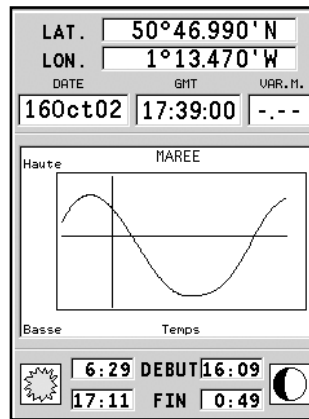 LAT. 50°46.990'N
LON. 1°13.470'W
DATE GMT VAR.M.
16Oct02 17:39:00 -.--
MAREE
Haute
Basse Temps
6:29 DEBUT 16:09
17:11 FIN 0:49